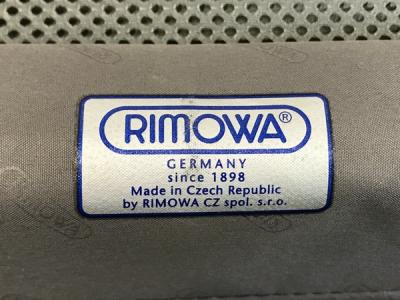 RIMOWA®
GERMANY
since 1898
Made in Czech Republic
by RIMOWA CZ spol. s.r.o.